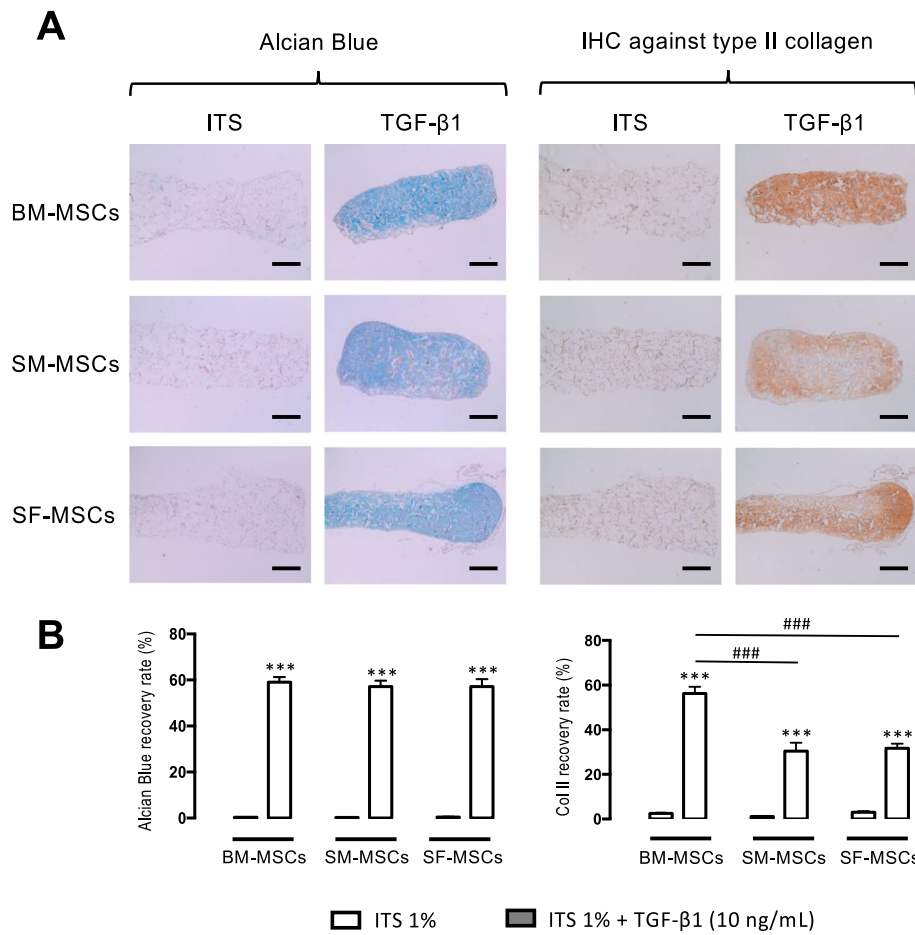 A
Alcian Blue
IHC against type II collagen
ITS
TGF-β1
ITS
TGF-β1
BM-MSCs
SM-MSCs
SF-MSCs
B
Alcian Blue recovery rate (%)
80
60
40
20
0
***
***
***
BM-MSCs
SM-MSCs
SF-MSCs
Col II recovery rate (%)
80
60
40
20
0
###
###
***
***
***
BM-MSCs
SM-MSCs
SF-MSCs
ITS 1%
ITS 1% + TGF-β1 (10 ng/mL)